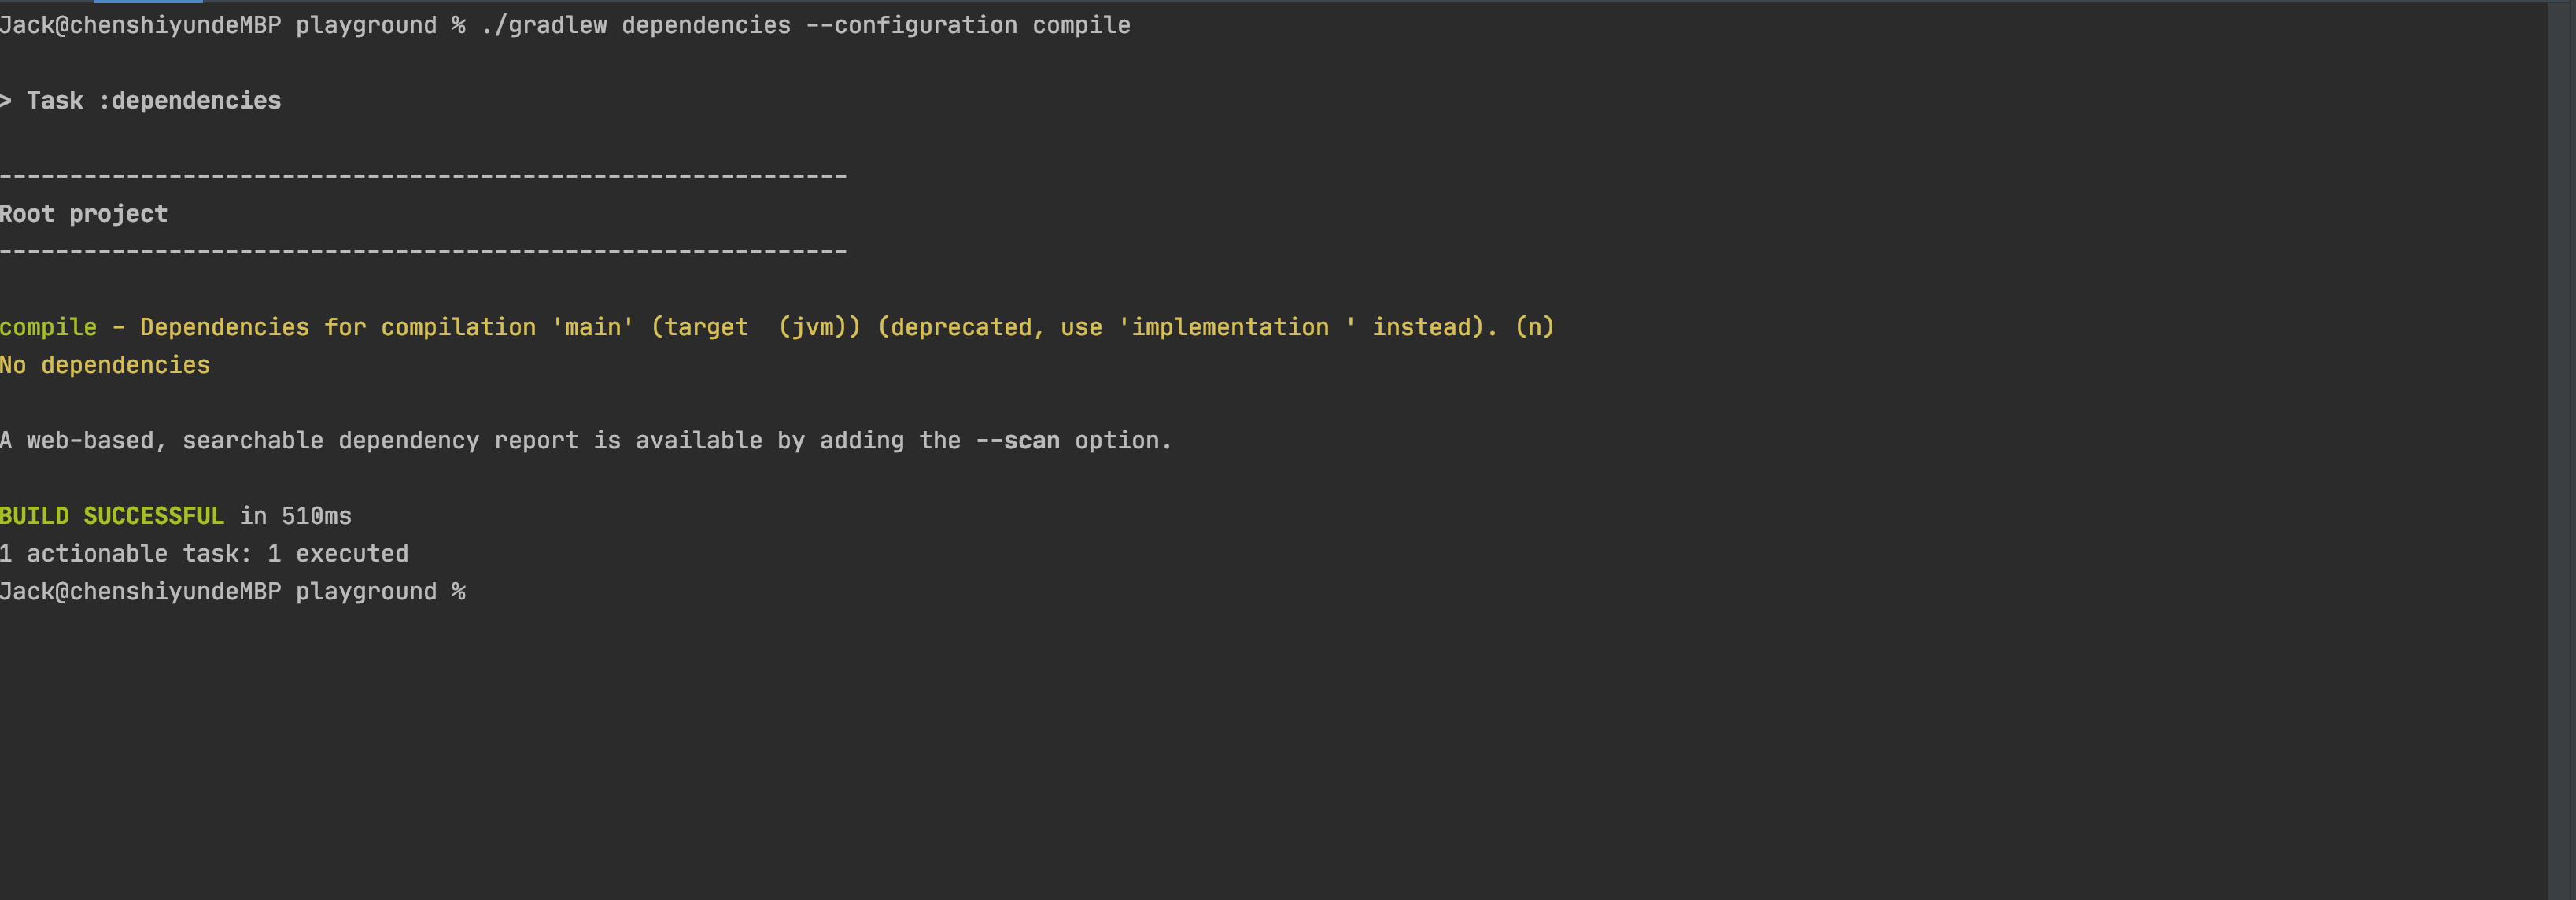 Jack@chenshiyundeMBP playground % ./gradlew dependencies --configuration compile
> Task :dependencies
------------------------------------------------------------
Root project
------------------------------------------------------------
compile - Dependencies for compilation 'main' (target  (jvm)) (deprecated, use 'implementation ' instead). (n)
No dependencies
A web-based, searchable dependency report is available by adding the --scan option.
BUILD SUCCESSFUL in 510ms
1 actionable task: 1 executed
Jack@chenshiyundeMBP playground %